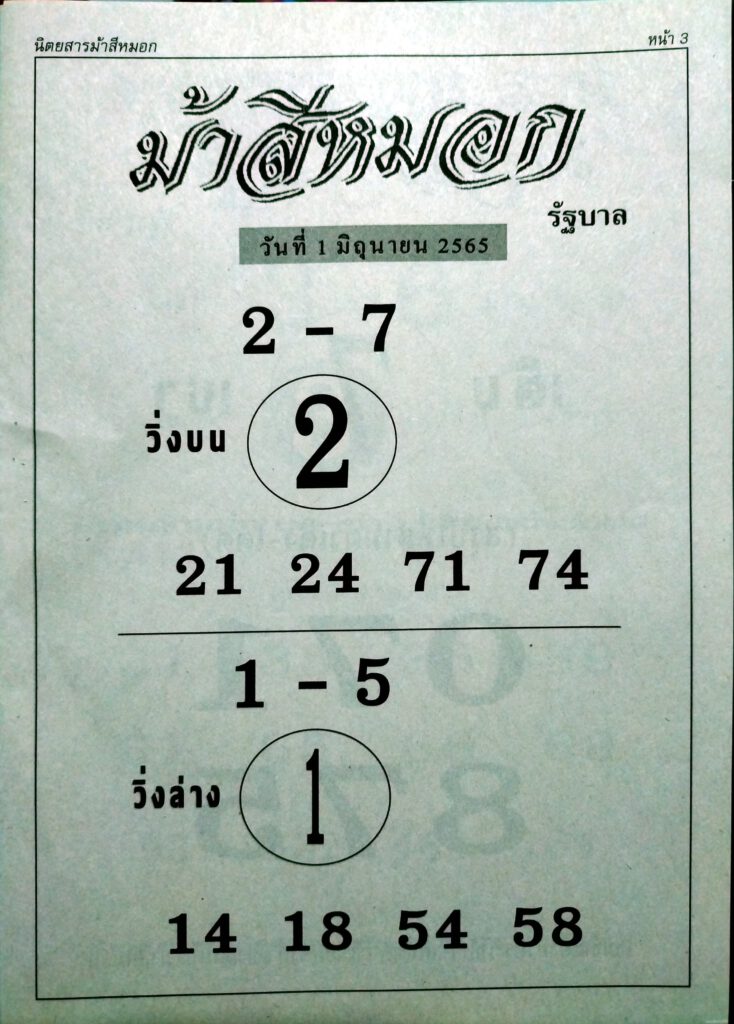 นิตยสารม้าสีหมอก
หน้า 3
ม้าสีหมอก
รัฐบาล
วันที่ 1 มิถุนายน 2565
2 - 7
วิ่งบน 2
21 24 71 74
1 - 5
วิ่งล่าง 1
14 18 54 58